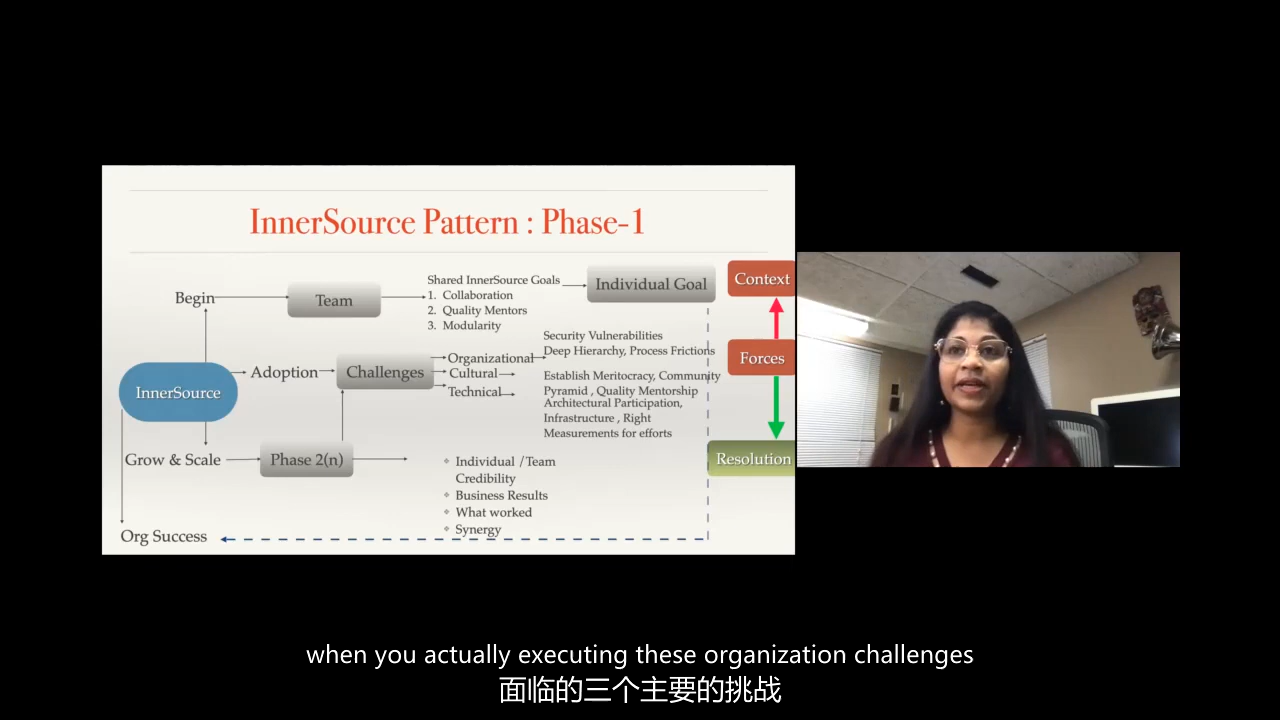 InnerSource Pattern : Phase-1
Begin
Team
Shared InnerSource Goals
1. Collaboration
2. Quality Mentors
3. Modularity
Individual Goal
Context
Forces
Resolution
InnerSource
Adoption
Challenges
Organizational
Cultural
Technical
Security Vulnerabilities
Deep Hierarchy, Process Frictions
Establish Meritocracy, Community
Pyramid , Quality Mentorship
Architectural Participation,
Infrastructure , Right
Measurements for efforts
Grow & Scale
Phase 2(n)
Individual /Team
Credibility
Business Results
What worked
Synergy
Org Success
when you actually executing these organization challenges
面临的三个主要的挑战